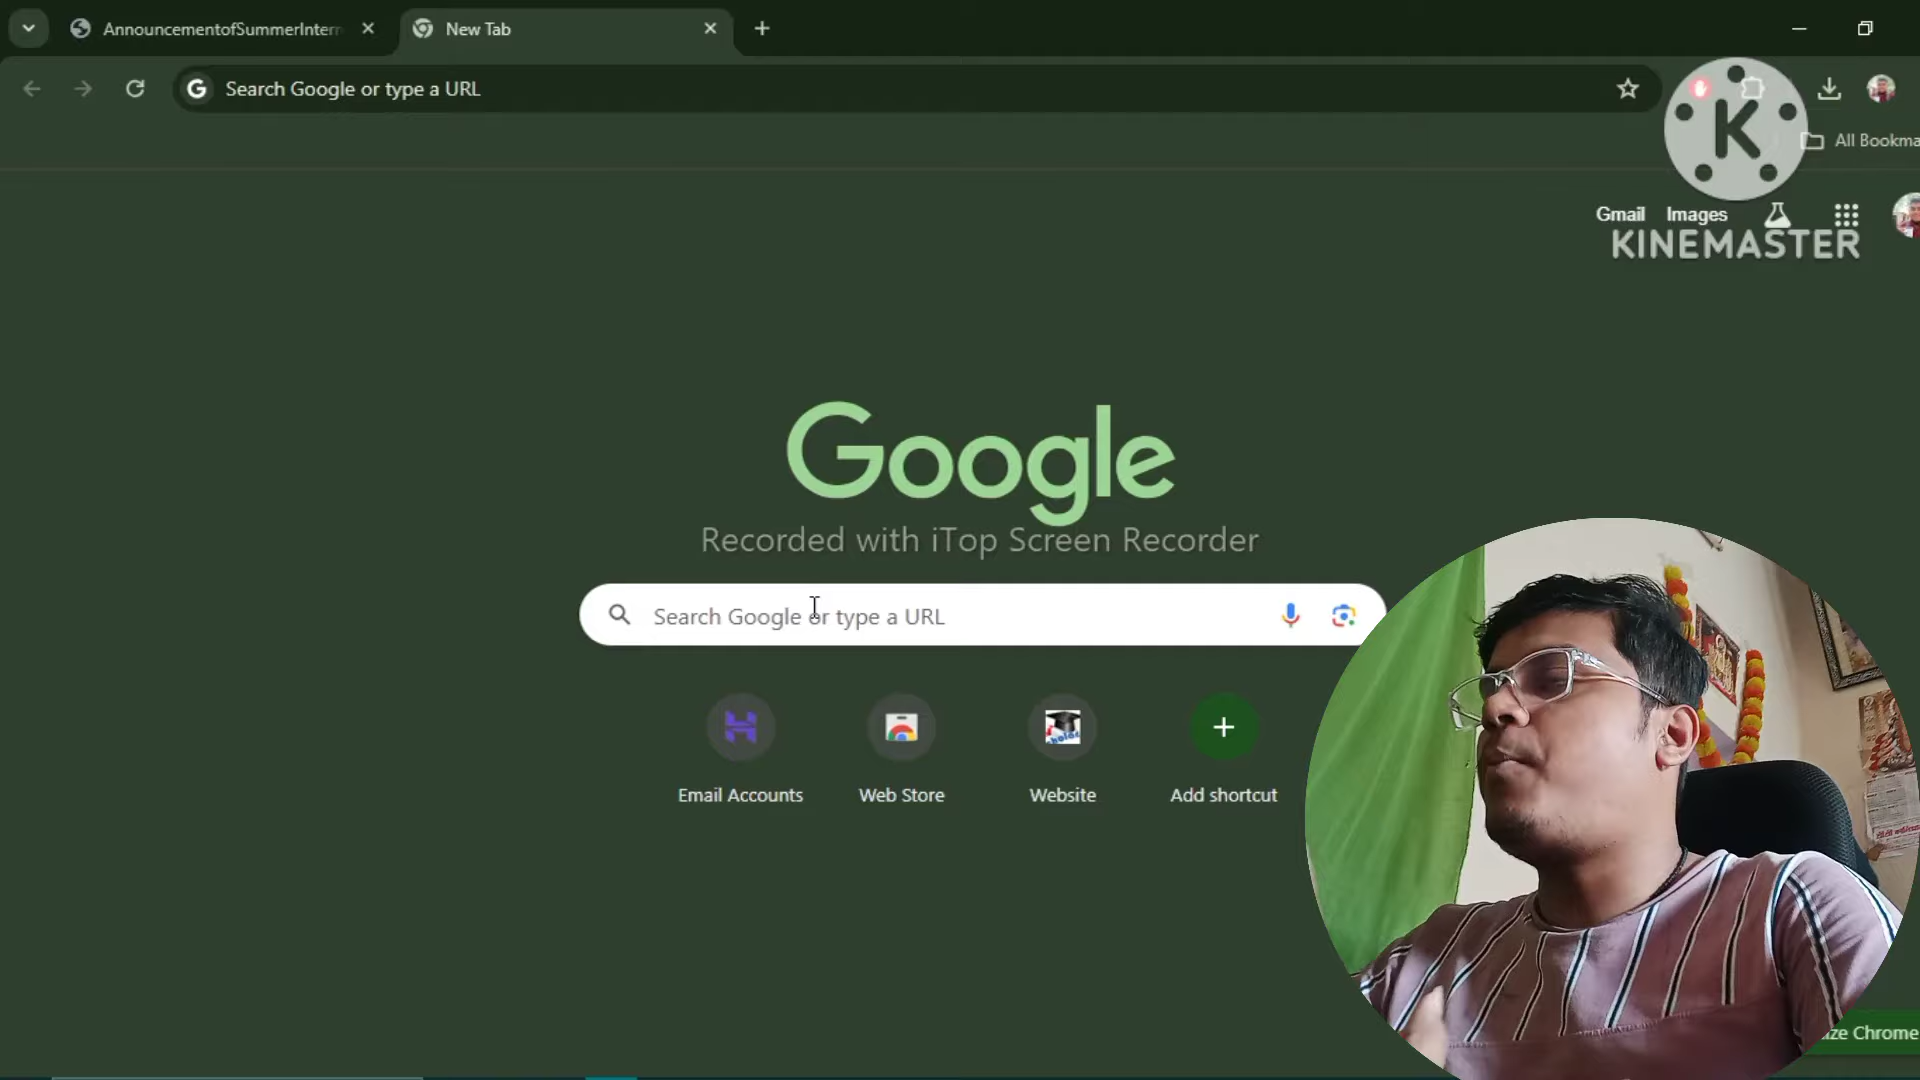 AnnouncementofSummerIntern
New Tab
Search Google or type a URL
K
All Bookma
Gmail Images
KINEMASTER
Google
Recorded with iTop Screen Recorder
Search Google or type a URL
Email Accounts
Web Store
Website
Add shortcut
ize Chrome